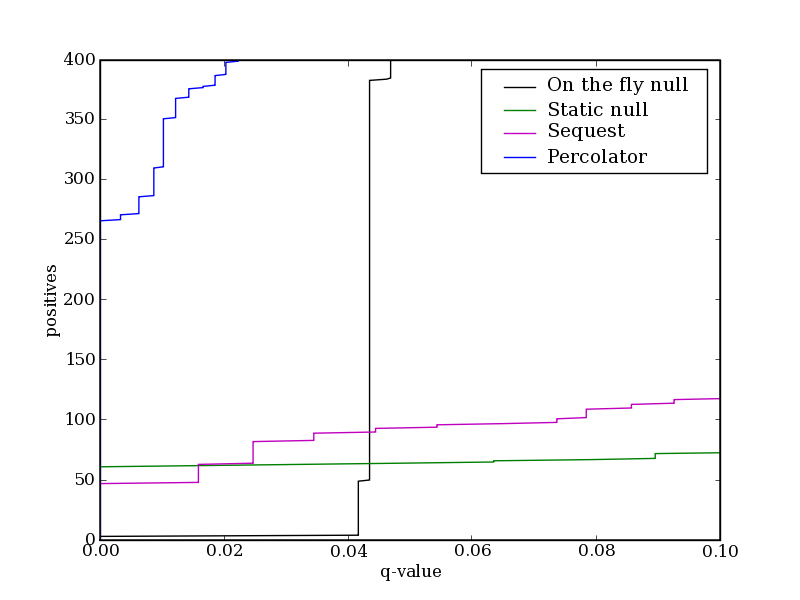 400
350
300
250
200
150
100
50
0
positives
On the fly null
Static null
Sequest
Percolator
0.00 0.02 0.04 0.06 0.08 0.10
q-value